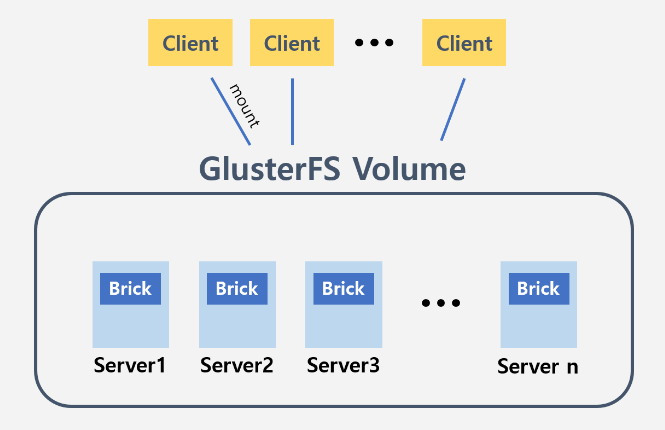 Client Client ••• Client
mount
GlusterFS Volume
Brick Brick Brick ••• Brick
Server1 Server2 Server3 Server n